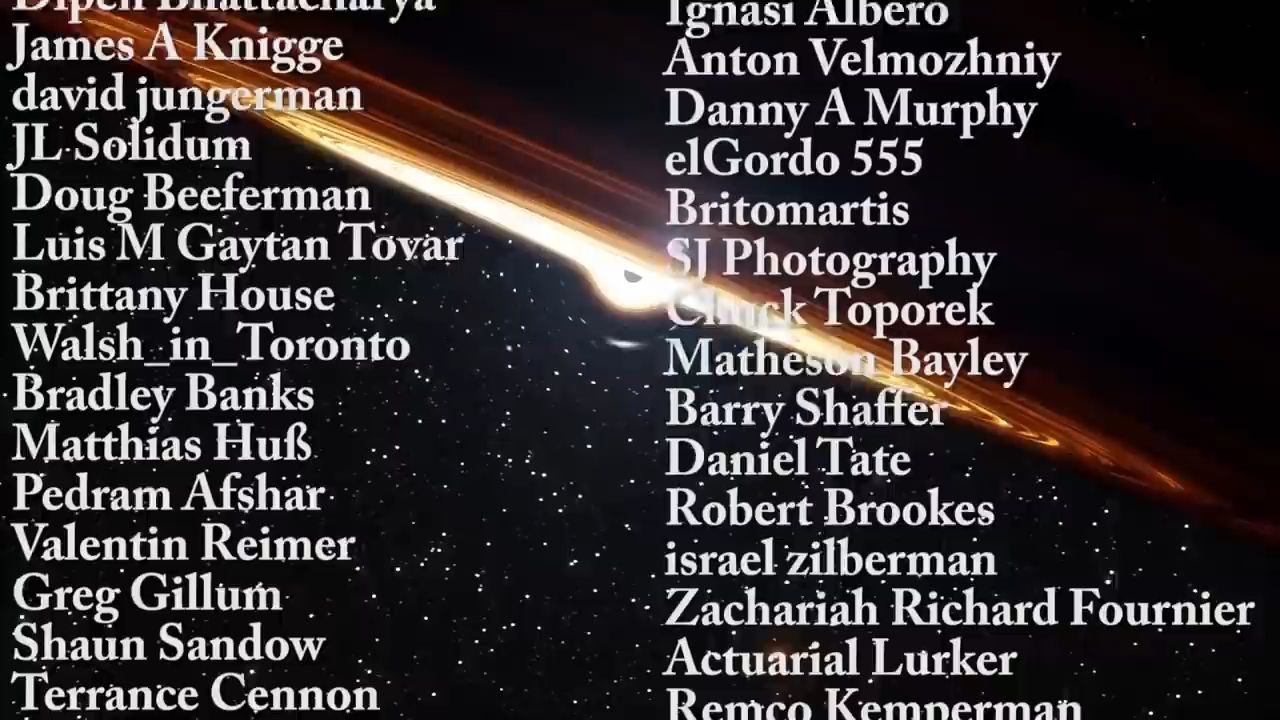 Dipen Bhattacharya
James A Knigge
david jungerman
JL Solidum
Doug Beeferman
Luis M Gaytan Tovar
Brittany House
Walsh_in_Toronto
Bradley Banks
Matthias Huß
Pedram Afshar
Valentin Reimer
Greg Gillum
Shaun Sandow
Terrance Cennon
Ignasi Albero
Anton Velmozhniy
Danny A Murphy
elGordo 555
Britomartis
SJ Photography
Chuck Toporek
Matheson Bayley
Barry Shaffer
Daniel Tate
Robert Brookes
israel zilberman
Zachariah Richard Fournier
Actuarial Lurker
Remco Kemperman